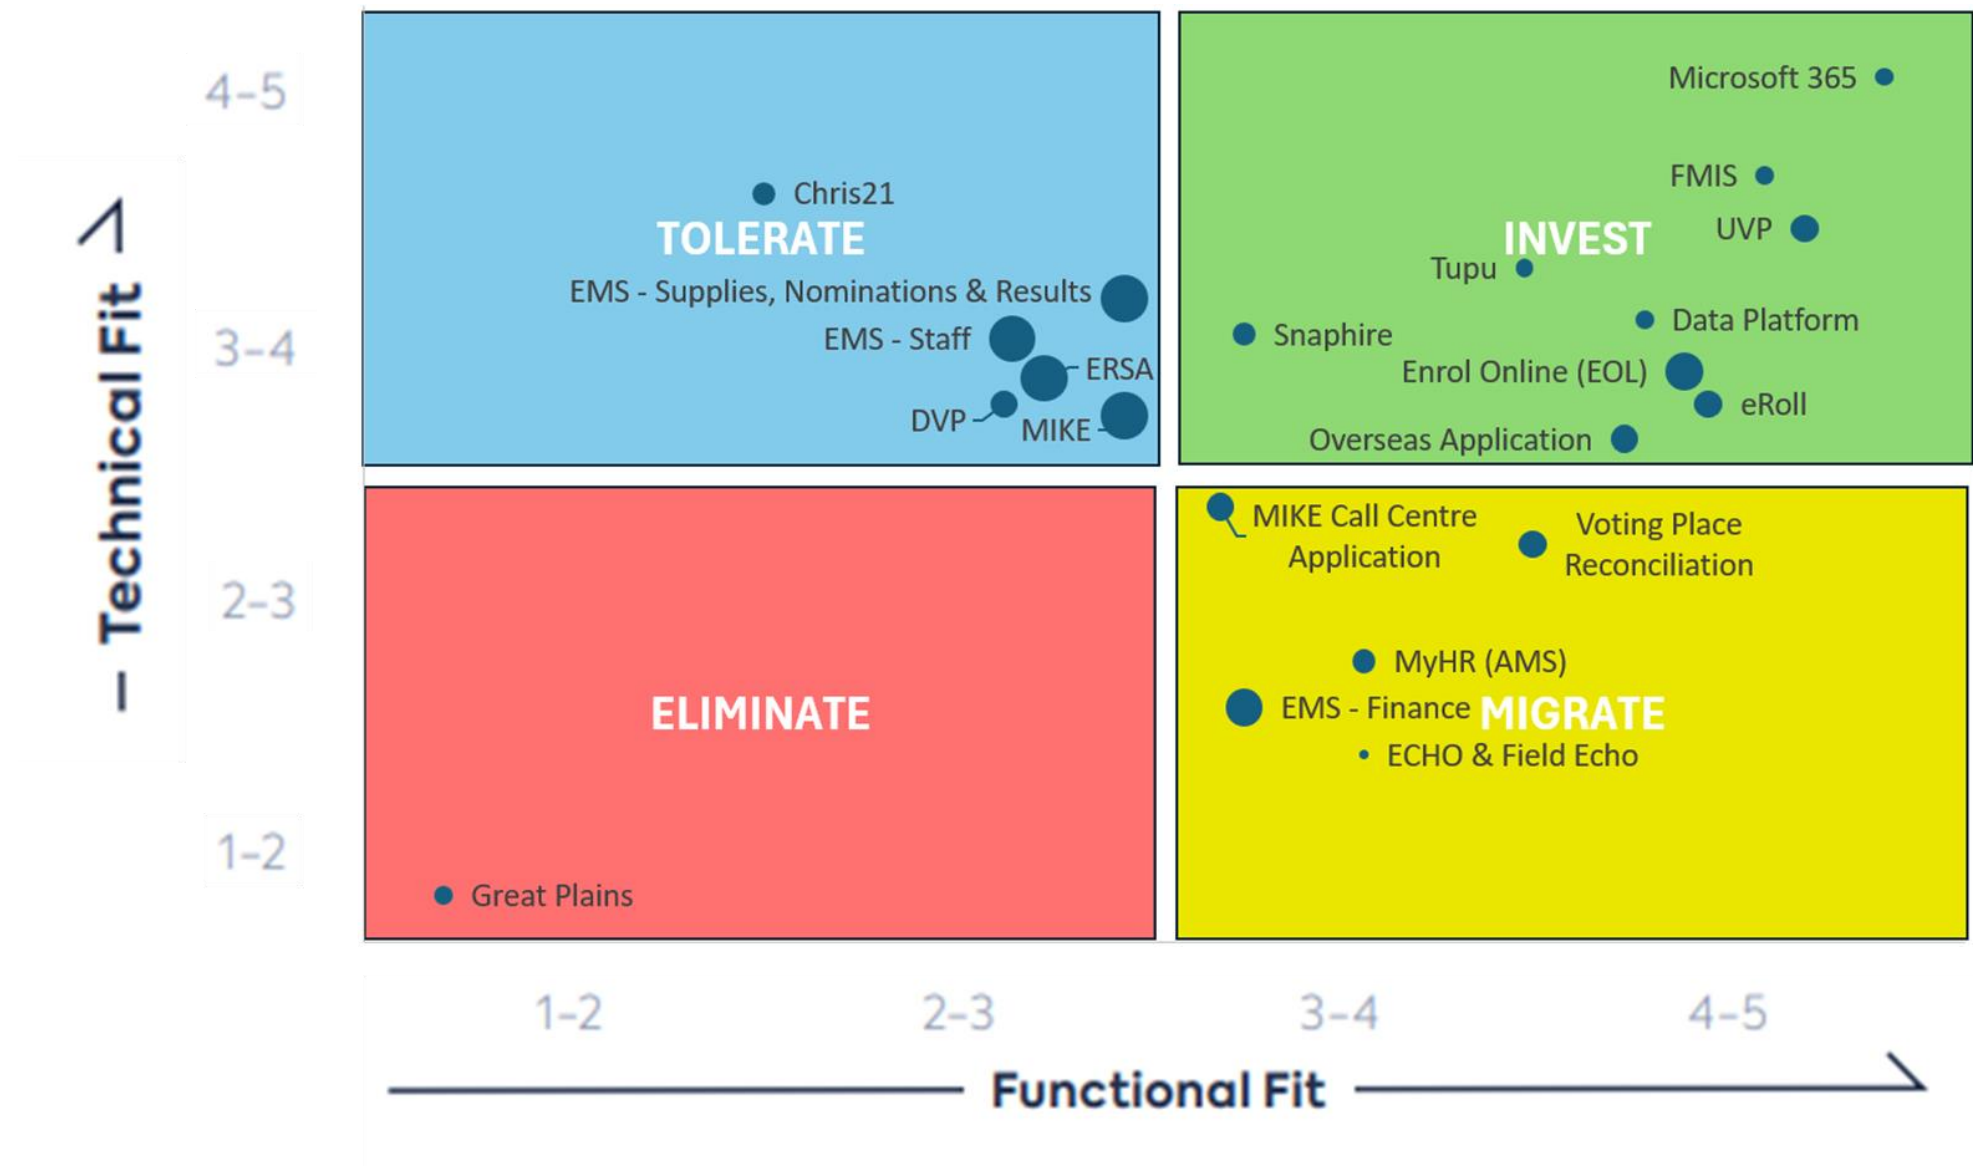 4–5
Microsoft 365
FMIS
Chris21
TOLERATE
INVEST
UVP
Tupu
EMS - Supplies, Nominations & Results
Data Platform
EMS - Staff
3–4
Snaphire
ERSA
Enrol Online (EOL)
DVP
MIKE
eRoll
Overseas Application
Technical Fit
MIKE Call Centre
Application
Voting Place
Reconciliation
2–3
MyHR (AMS)
ELIMINATE
EMS - Finance
MIGRATE
ECHO & Field Echo
1–2
Great Plains
1–2
2–3
3–4
4–5
Functional Fit